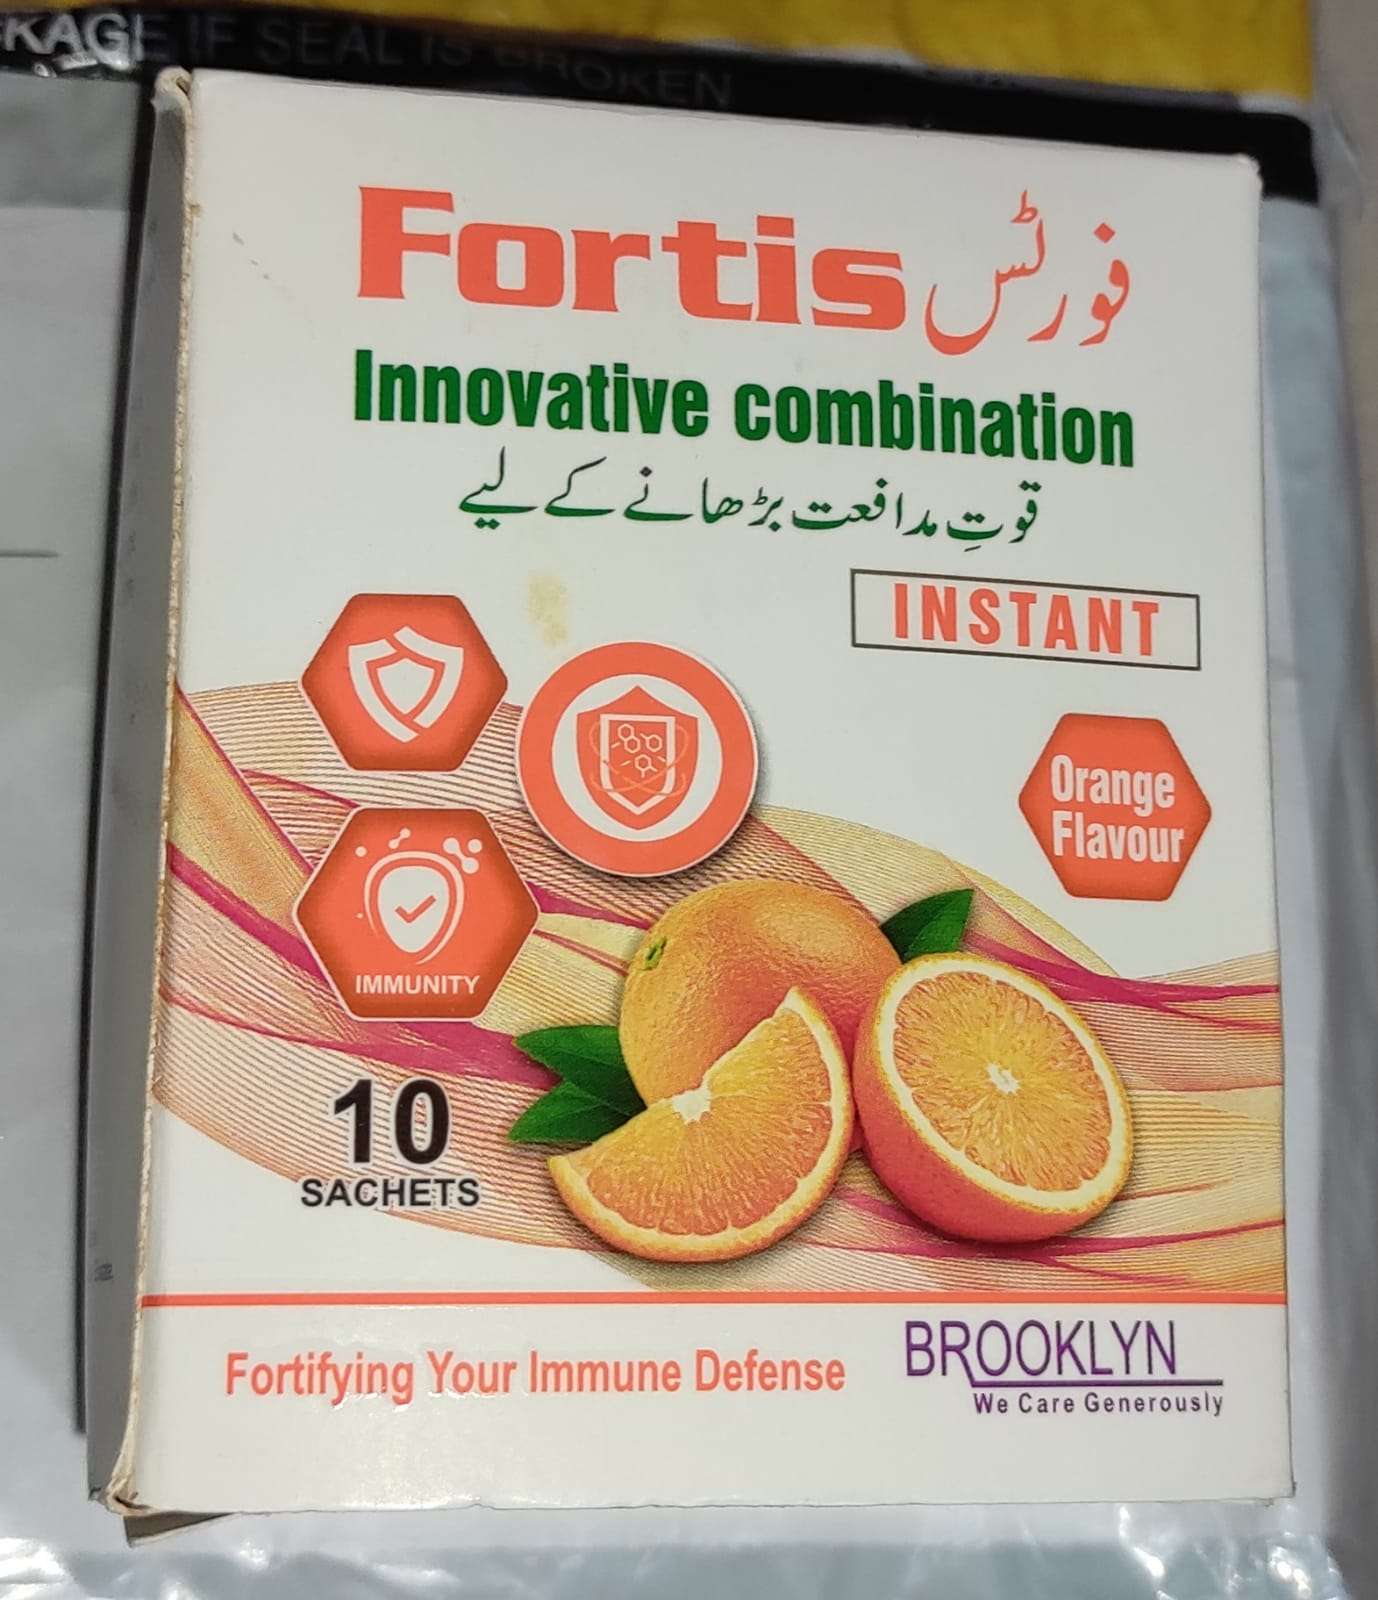 KAGE IF SEAL IS BROKEN
Fortis فورٹس
Innovative combination
قوتِ مدافعت بڑھانے کے لیے
INSTANT
Orange
Flavour
IMMUNITY
10
SACHETS
Fortifying Your Immune Defense
BROOKLYN
We Care Generously